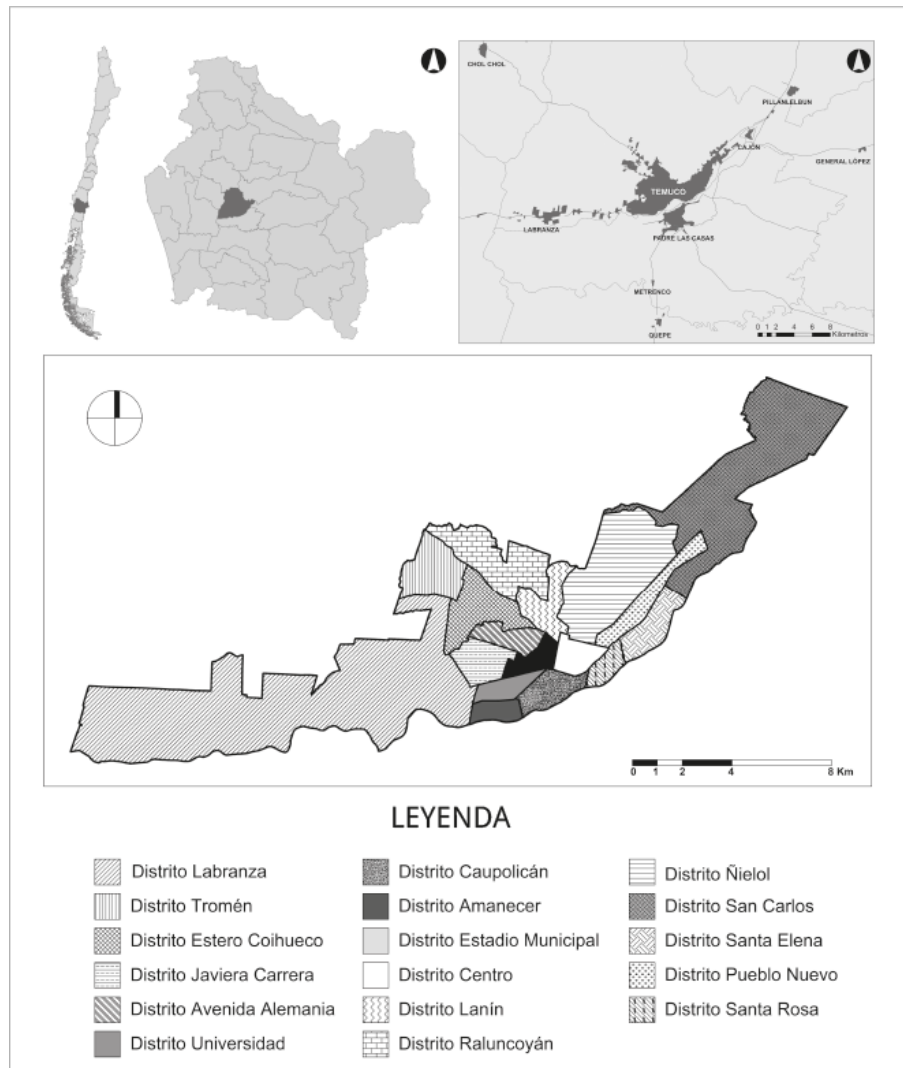 CHOL CHOL
PILLANLELBUN
CAJÓN
GENERAL LÓPEZ
TEMUCO
LABRANZA
PADRE LAS CASAS
METRENCO
QUEPE
0 1 2 4 6 8
Kilometros
0 1 2 4 8 Km
LEYENDA
Distrito Labranza
Distrito Tromén
Distrito Estero Coihueco
Distrito Javiera Carrera
Distrito Avenida Alemania
Distrito Universidad
Distrito Caupolicán
Distrito Amanecer
Distrito Estadio Municipal
Distrito Centro
Distrito Lanín
Distrito Raluncoyán
Distrito Ñielol
Distrito San Carlos
Distrito Santa Elena
Distrito Pueblo Nuevo
Distrito Santa Rosa